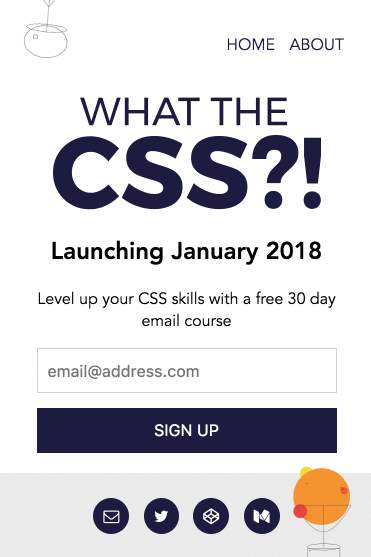 HOME ABOUT
WHAT THE
CSS?!
Launching January 2018
Level up your CSS skills with a free 30 day
email course
email@address.com
SIGN UP